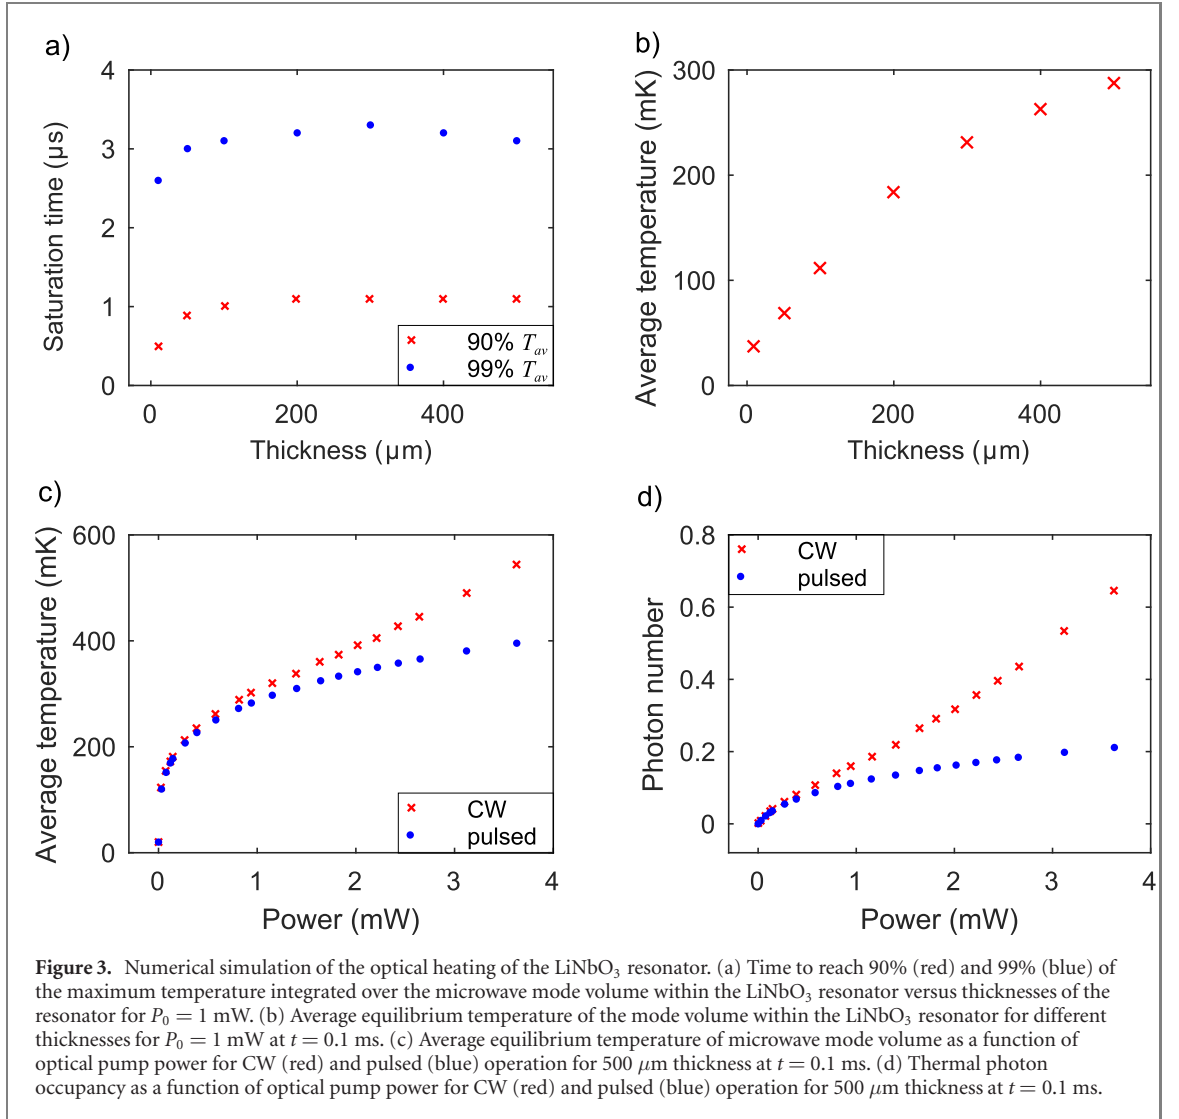 a)
Saturation time (μs)
4
3
2
1
0
0 200 400
Thickness (μm)
90% Tav
99% Tav
b)
Average temperature (mK)
300
200
100
0
0 200 400
Thickness (μm)
c)
Average temperature (mK)
600
400
200
0
0 1 2 3 4
Power (mW)
CW
pulsed
d)
Photon number
0.8
0.6
0.4
0.2
0
0 1 2 3 4
Power (mW)
CW
pulsed
Figure 3. Numerical simulation of the optical heating of the LiNbO₃ resonator. (a) Time to reach 90% (red) and 99% (blue) of
the maximum temperature integrated over the microwave mode volume within the LiNbO₃ resonator versus thicknesses of the
resonator for P₀ = 1 mW. (b) Average equilibrium temperature of the mode volume within the LiNbO₃ resonator for different
thicknesses for P₀ = 1 mW at t = 0.1 ms. (c) Average equilibrium temperature of microwave mode volume as a function of
optical pump power for CW (red) and pulsed (blue) operation for 500 μm thickness at t = 0.1 ms. (d) Thermal photon
occupancy as a function of optical pump power for CW (red) and pulsed (blue) operation for 500 μm thickness at t = 0.1 ms.